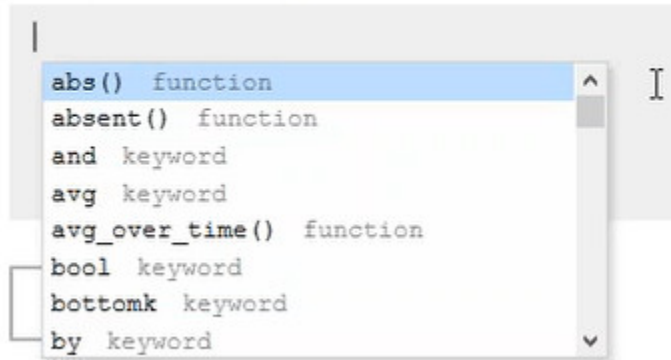 abs() function
absent() function
and keyword
avg keyword
avg_over_time() function
bool keyword
bottomk keyword
by keyword